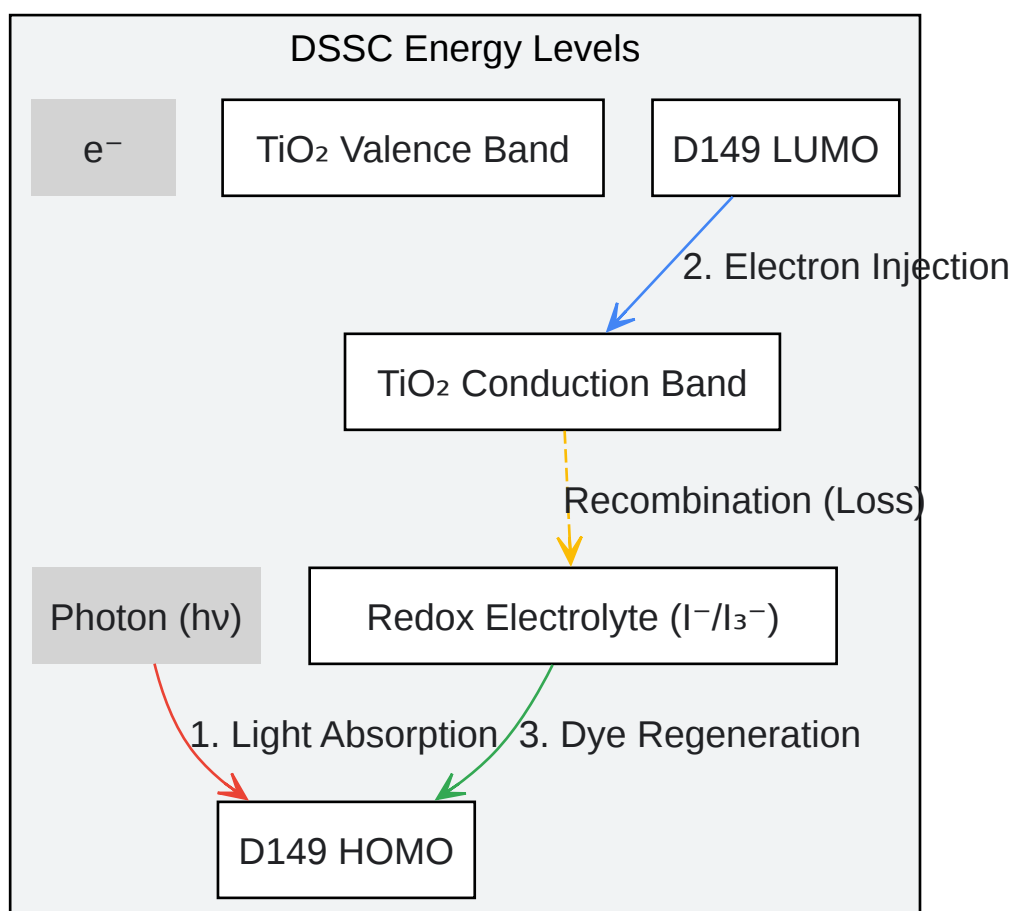 DSSC Energy Levels
e⁻
TiO₂ Valence Band
D149 LUMO
2. Electron Injection
TiO₂ Conduction Band
Recombination (Loss)
Photon (hν)
Redox Electrolyte (I⁻/I₃⁻)
1. Light Absorption
3. Dye Regeneration
D149 HOMO